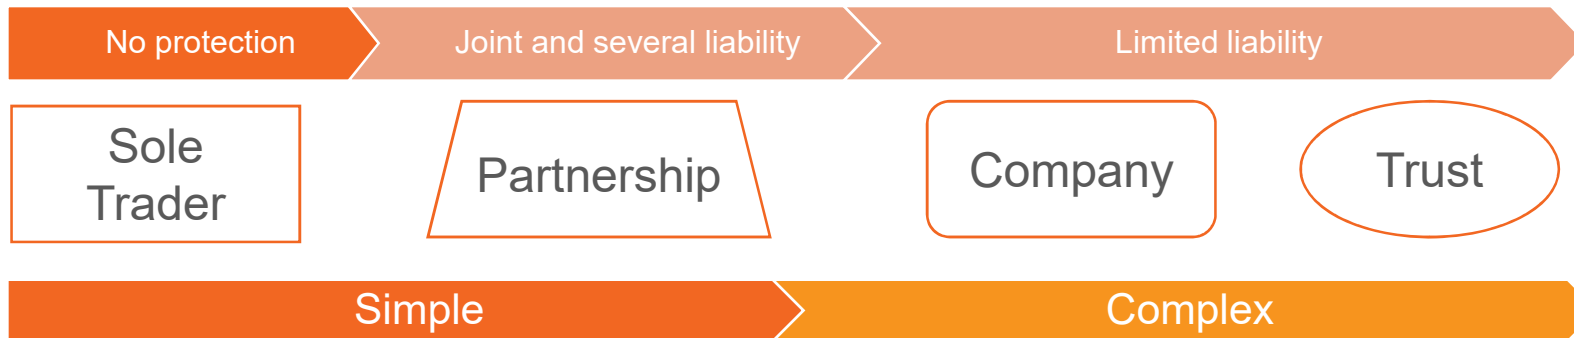 No protection
Joint and several liability
Limited liability
Sole
Trader
Partnership
Company
Trust
Simple
Complex